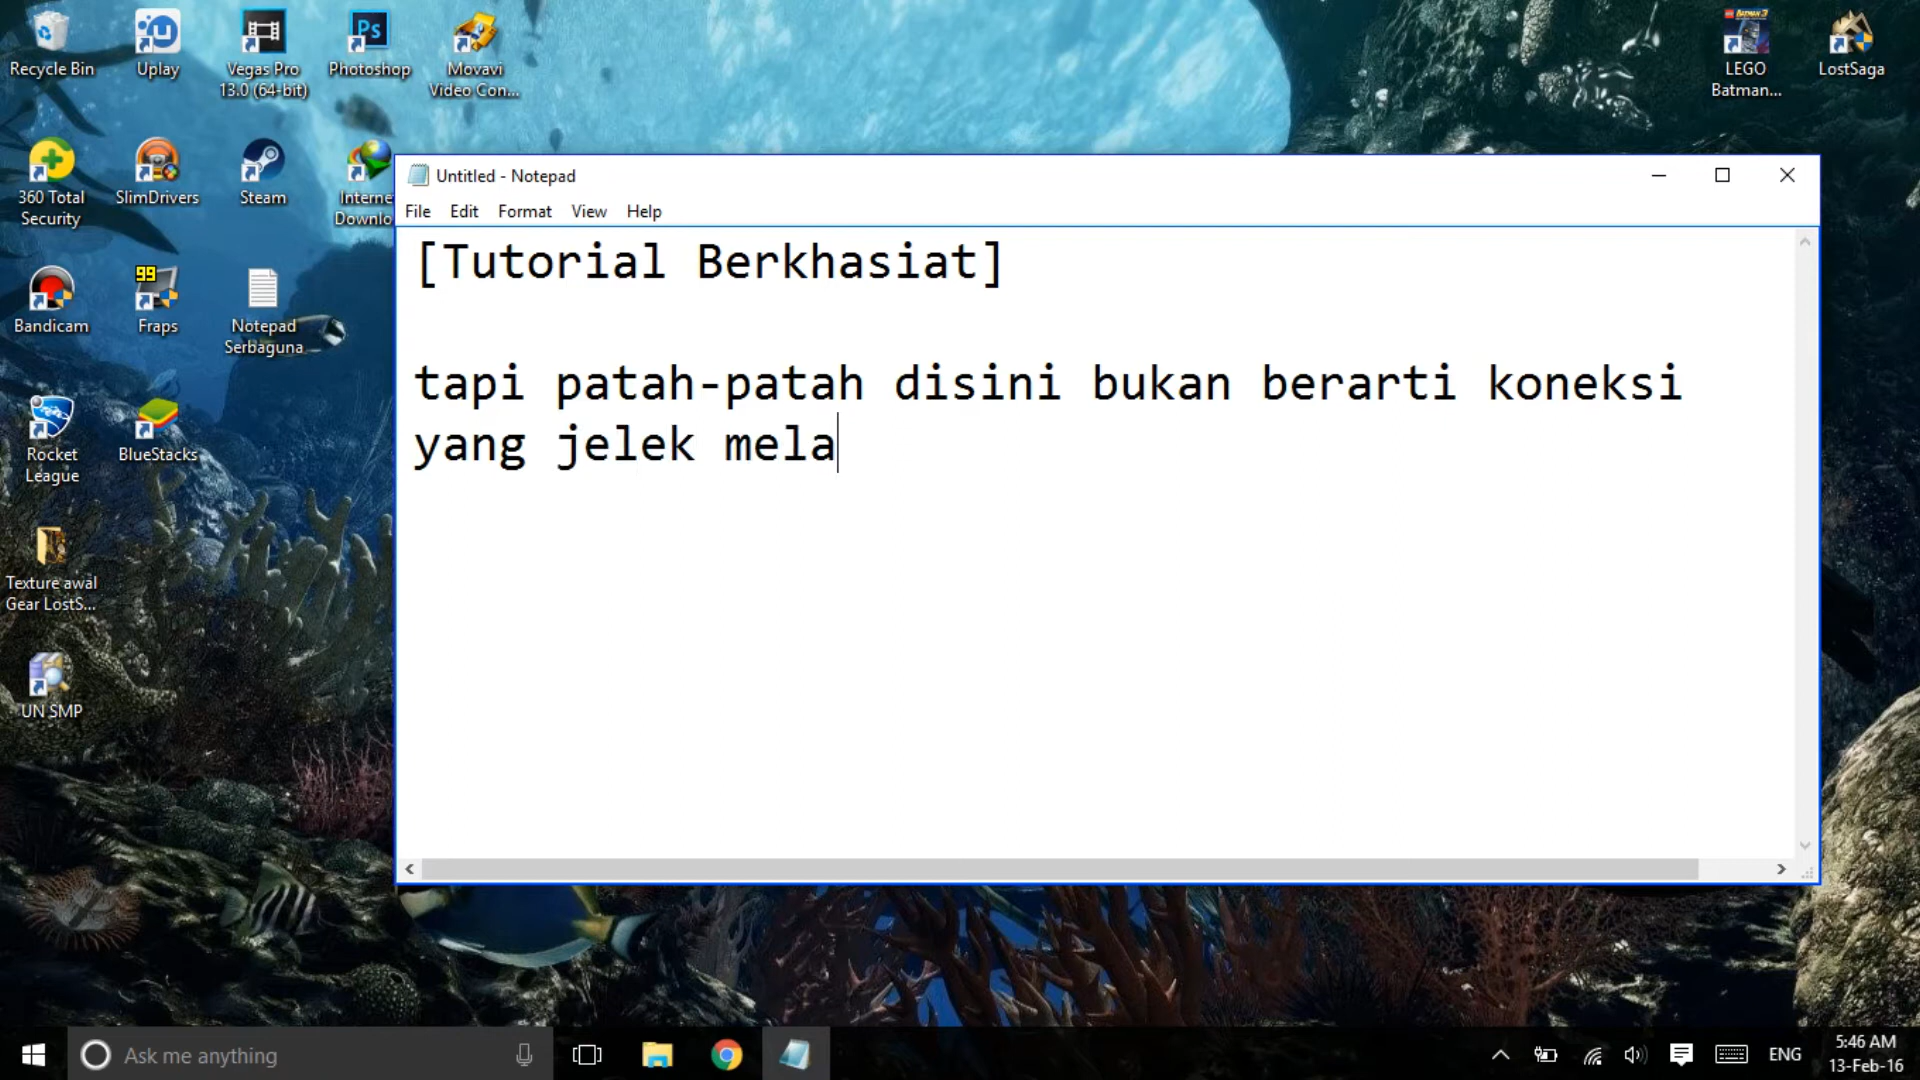 Recycle Bin
Uplay
Vegas Pro
13.0 (64-bit)
Ps
Photoshop
Movavi
Video Con...
LEGO
Batman...
LostSaga
360 Total
Security
SlimDrivers
Steam
Interne
Downlo
Bandicam
99
Fraps
Notepad
Serbaguna
Rocket
League
BlueStacks
Texture awal
Gear LostS...
UN SMP
Untitled - Notepad
File Edit Format View Help
[Tutorial Berkhasiat]
tapi patah-patah disini bukan berarti koneksi
yang jelek mela
Ask me anything
ENG
5:46 AM
13-Feb-16